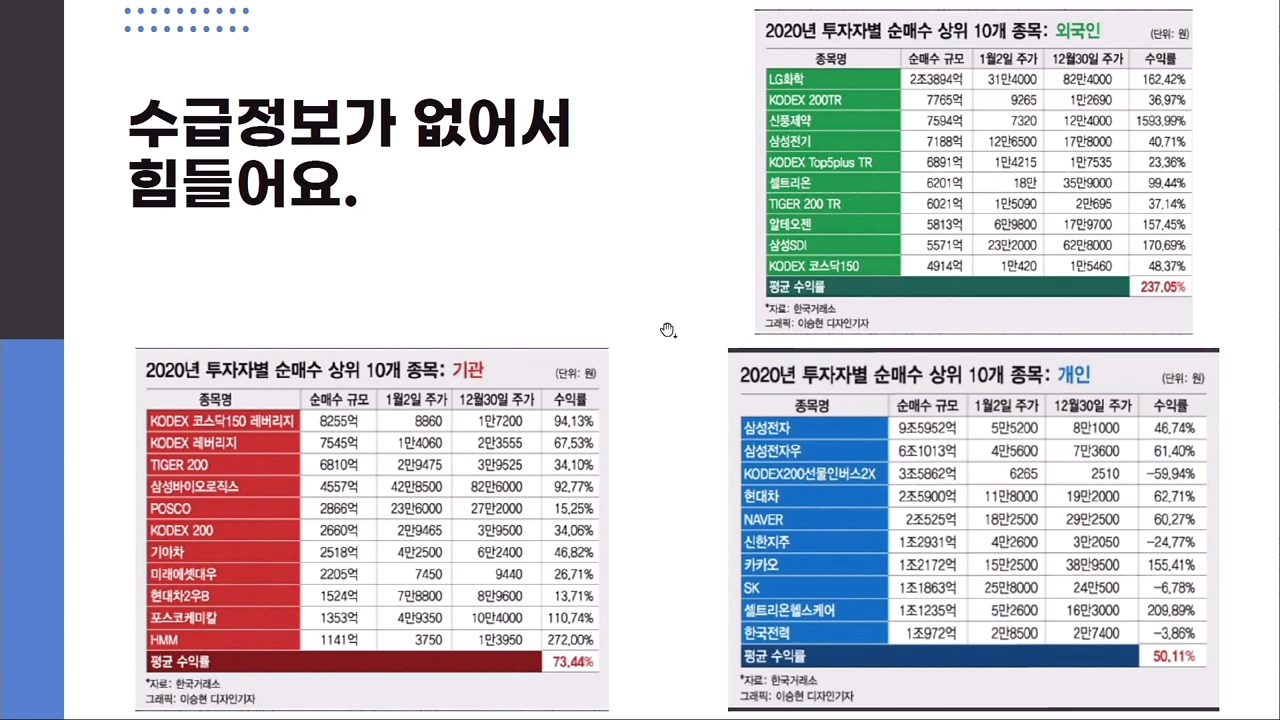 수급정보가 없어서
힘들어요.
2020년 투자자별 순매수 상위 10개 종목: 외국인 (단위: 원)
종목명 순매수 규모 1월2일 주가 12월30일 주가 수익률
LG화학 2조3894억 31만4000 82만4000 162.42%
KODEX 200TR 7765억 9265 1만2690 36.97%
신풍제약 7594억 7320 12만4000 1593.99%
삼성전기 7188억 12만6500 17만8000 40.71%
KODEX Top5plus TR 6891억 1만4215 1만7535 23.36%
셀트리온 6201억 18만 35만9000 99.44%
TIGER 200 TR 6021억 1만5090 2만695 37.14%
알테오젠 5813억 6만9800 17만9700 157.45%
삼성SDI 5571억 23만2000 62만8000 170.69%
KODEX 코스닥150 4914억 1만420 1만5460 48.37%
평균 수익률 237.05%
*자료: 한국거래소
그래픽: 이승현 디자인기자
2020년 투자자별 순매수 상위 10개 종목: 기관 (단위: 원)
종목명 순매수 규모 1월2일 주가 12월30일 주가 수익률
KODEX 코스닥150 레버리지 8255억 8860 1만7200 94.13%
KODEX 레버리지 7545억 1만4060 2만3555 67.53%
TIGER 200 6810억 2만9475 3만9525 34.10%
삼성바이오로직스 4557억 42만8500 82만6000 92.77%
POSCO 2866억 23만6000 27만2000 15.25%
KODEX 200 2660억 2만9465 3만9500 34.06%
기아차 2518억 4만2500 6만2400 46.82%
미래에셋대우 2205억 7450 9440 26.71%
현대차2우B 1524억 7만8800 8만9600 13.71%
포스코케미칼 1353억 4만9350 10만4000 110.74%
HMM 1141억 3750 1만3950 272.00%
평균 수익률 73.44%
*자료: 한국거래소
그래픽: 이승현 디자인기자
2020년 투자자별 순매수 상위 10개 종목: 개인 (단위: 원)
종목명 순매수 규모 1월2일 주가 12월30일 주가 수익률
삼성전자 9조5952억 5만5200 8만1000 46.74%
삼성전자우 6조1013억 4만5600 7만3600 61.40%
KODEX200선물인버스2X 3조5862억 6265 2510 −59.94%
현대차 2조5900억 11만8000 19만2000 62.71%
NAVER 2조525억 18만2500 29만2500 60.27%
신한지주 1조2931억 4만2600 3만2050 −24.77%
카카오 1조2172억 15만2500 38만9500 155.41%
SK 1조1863억 25만8000 24만500 −6.78%
셀트리온헬스케어 1조1235억 5만2600 16만3000 209.89%
한국전력 1조972억 2만8500 2만7400 −3.86%
평균 수익률 50.11%
*자료: 한국거래소
그래픽: 이승현 디자인기자